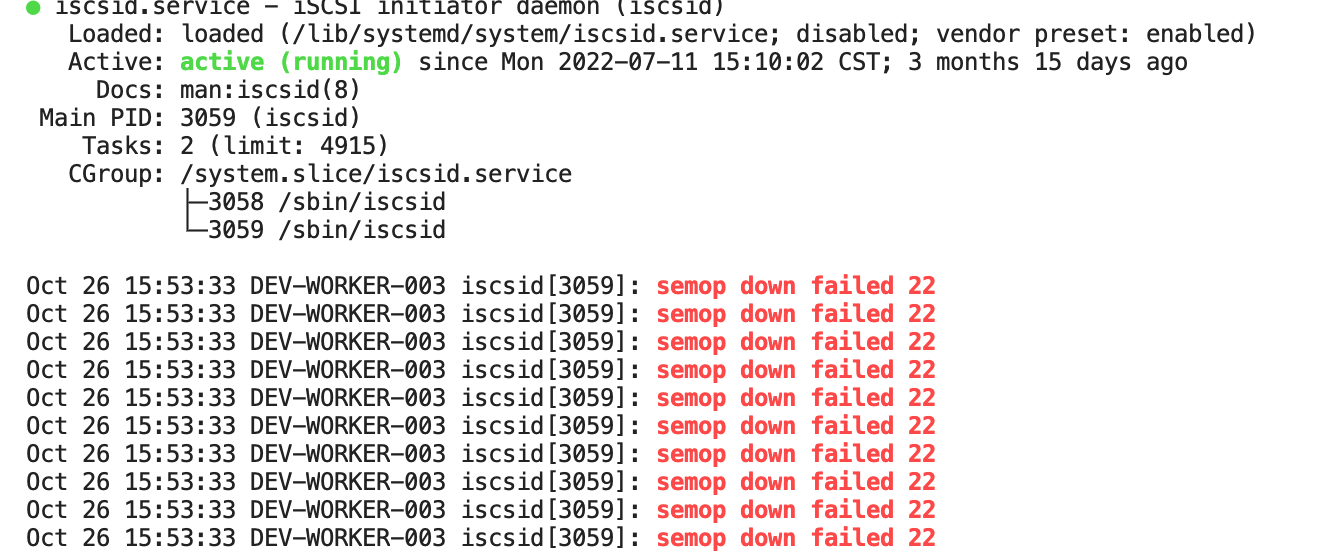 ● iscsid.service - iSCSI initiator daemon (iscsid)
   Loaded: loaded (/lib/systemd/system/iscsid.service; disabled; vendor preset: enabled)
   Active: active (running) since Mon 2022-07-11 15:10:02 CST; 3 months 15 days ago
     Docs: man:iscsid(8)
 Main PID: 3059 (iscsid)
    Tasks: 2 (limit: 4915)
   CGroup: /system.slice/iscsid.service
           ├─3058 /sbin/iscsid
           └─3059 /sbin/iscsid

Oct 26 15:53:33 DEV-WORKER-003 iscsid[3059]: semop down failed 22
Oct 26 15:53:33 DEV-WORKER-003 iscsid[3059]: semop down failed 22
Oct 26 15:53:33 DEV-WORKER-003 iscsid[3059]: semop down failed 22
Oct 26 15:53:33 DEV-WORKER-003 iscsid[3059]: semop down failed 22
Oct 26 15:53:33 DEV-WORKER-003 iscsid[3059]: semop down failed 22
Oct 26 15:53:33 DEV-WORKER-003 iscsid[3059]: semop down failed 22
Oct 26 15:53:33 DEV-WORKER-003 iscsid[3059]: semop down failed 22
Oct 26 15:53:33 DEV-WORKER-003 iscsid[3059]: semop down failed 22
Oct 26 15:53:33 DEV-WORKER-003 iscsid[3059]: semop down failed 22
Oct 26 15:53:33 DEV-WORKER-003 iscsid[3059]: semop down failed 22